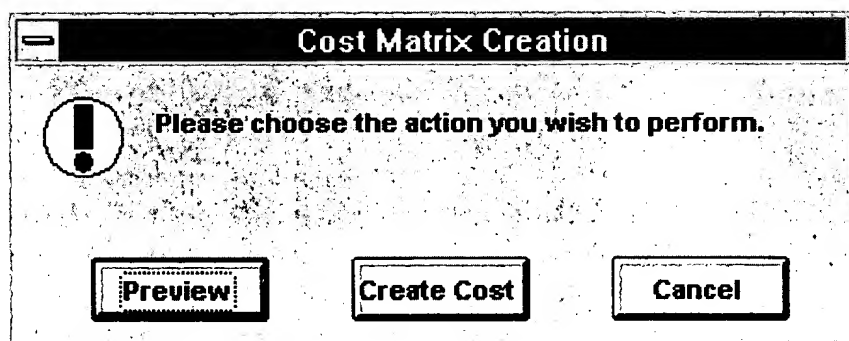 Cost Matrix Creation
Please choose the action you wish to perform.
Preview
Create Cost
Cancel